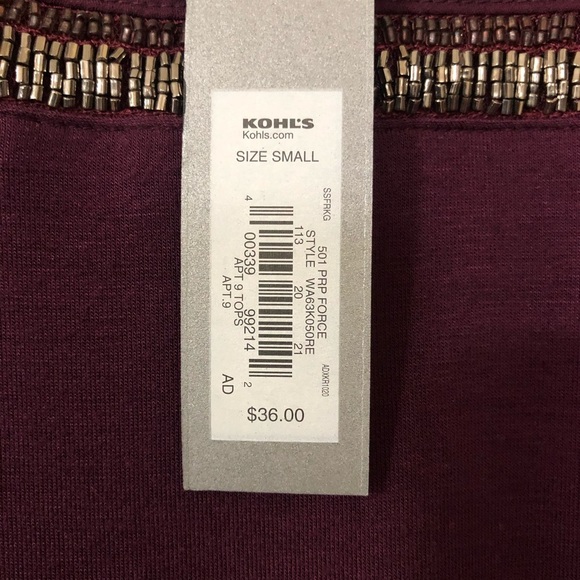 KOHL'S
Kohls.com
SIZE SMALL
SSFRKG
501 PRP FORCE
STYLE WA63K050RE
113 20 21
4 00339 99214 2
APT 9 TOPS
APT.9
ADXKR1020
AD
$36.00